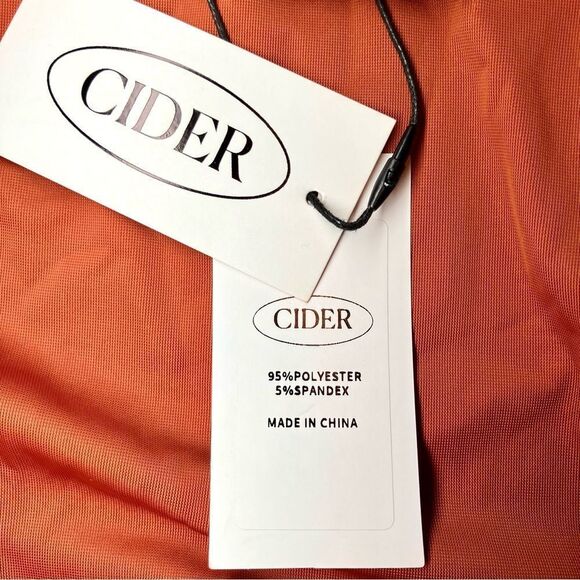 CIDER
CIDER
95%POLYESTER
5%SPANDEX
MADE IN CHINA